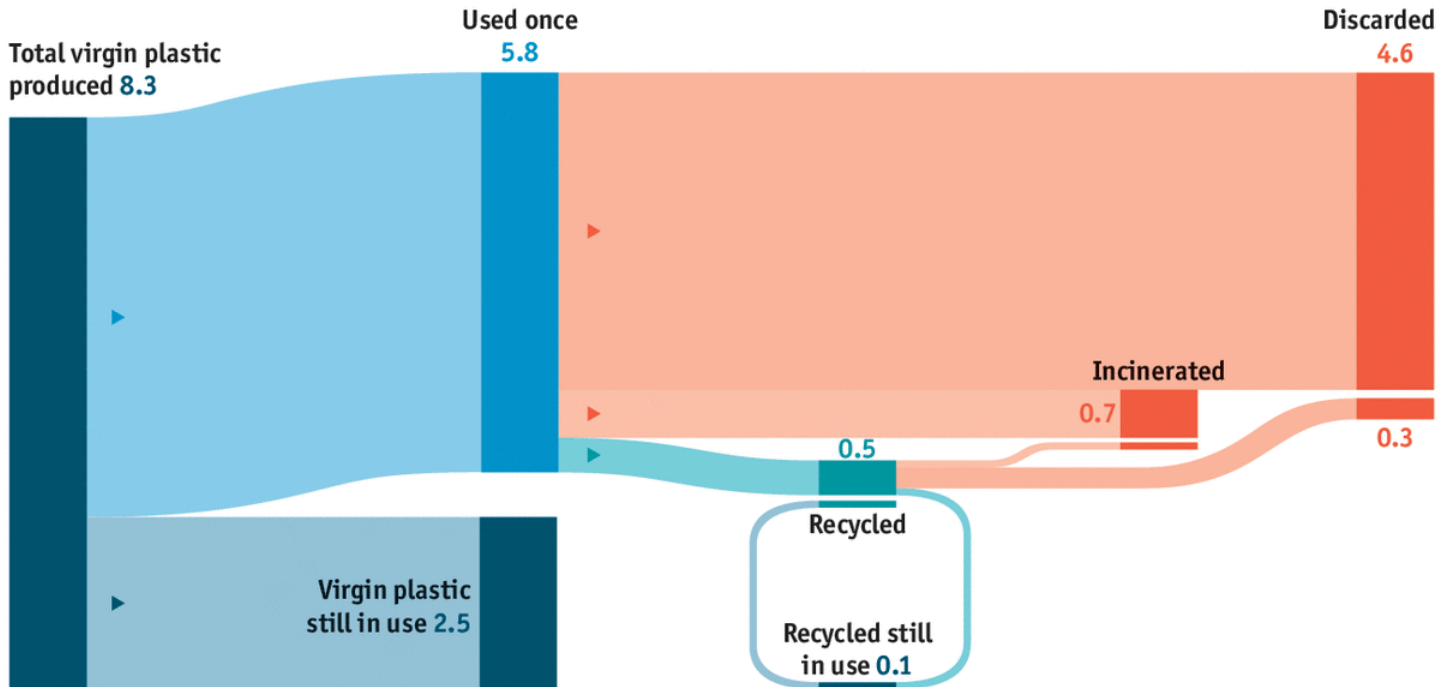 Total virgin plastic
produced 8.3
Used once
5.8
Discarded
4.6
Incinerated
0.7
0.3
0.5
Recycled
Virgin plastic
still in use 2.5
Recycled still
in use 0.1